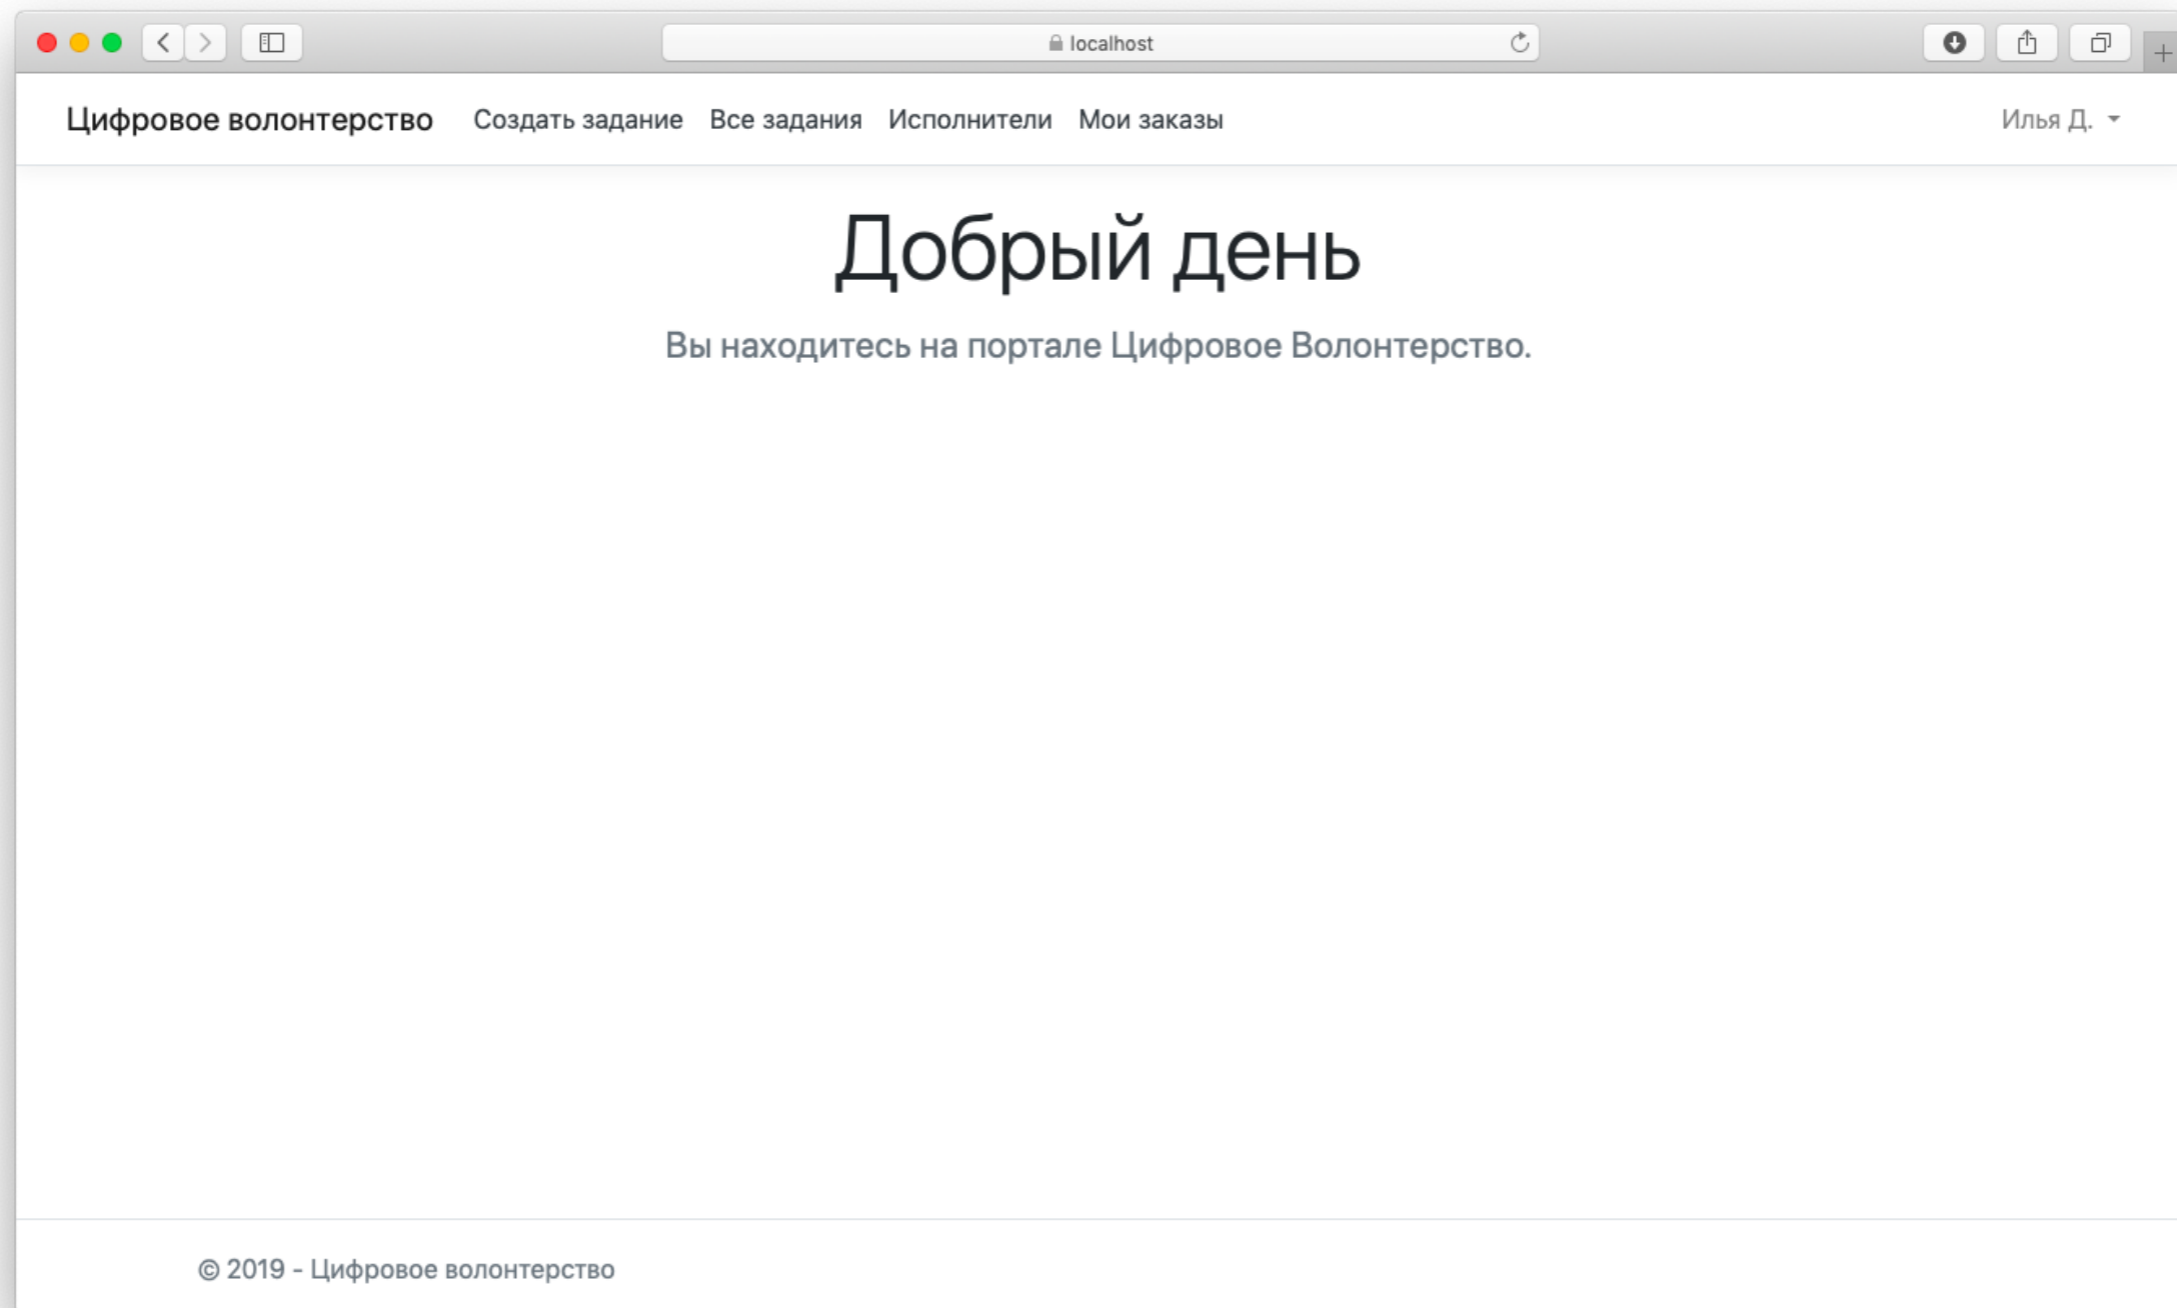 localhost
Цифровое волонтерство Создать задание Все задания Исполнители Мои заказы Илья Д.
Добрый день
Вы находитесь на портале Цифровое Волонтерство.
© 2019 - Цифровое волонтерство